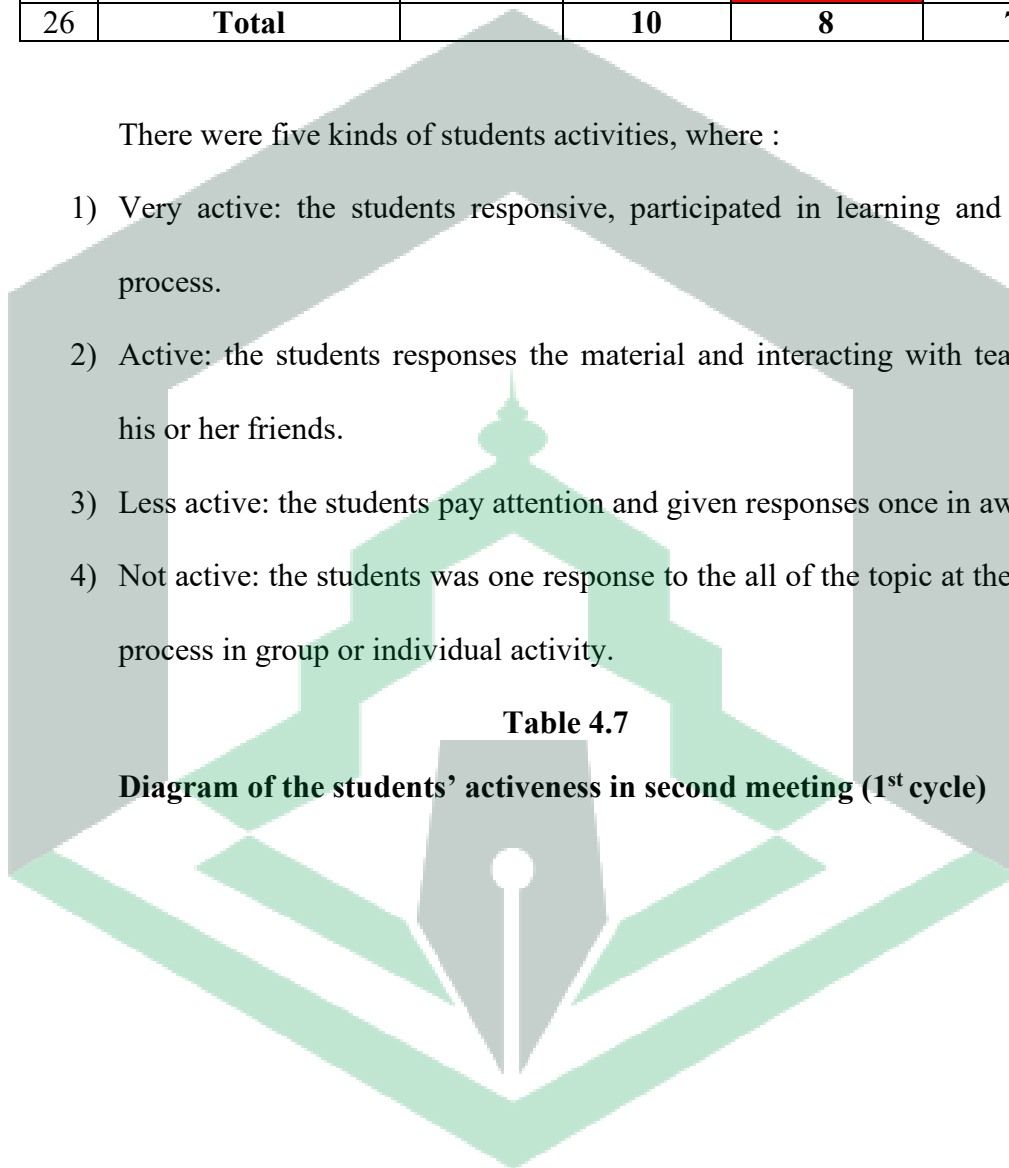 26 Total 10 8
There were five kinds of students activities, where :
1) Very active: the students responsive, participated in learning and
process.
2) Active: the students responses the material and interacting with
his or her friends.
3) Less active: the students pay attention and given responses once in
4) Not active: the students was one response to the all of the topic at the
process in group or individual activity.
Table 4.7
Diagram of the students’ activeness in second meeting (1st cycle)